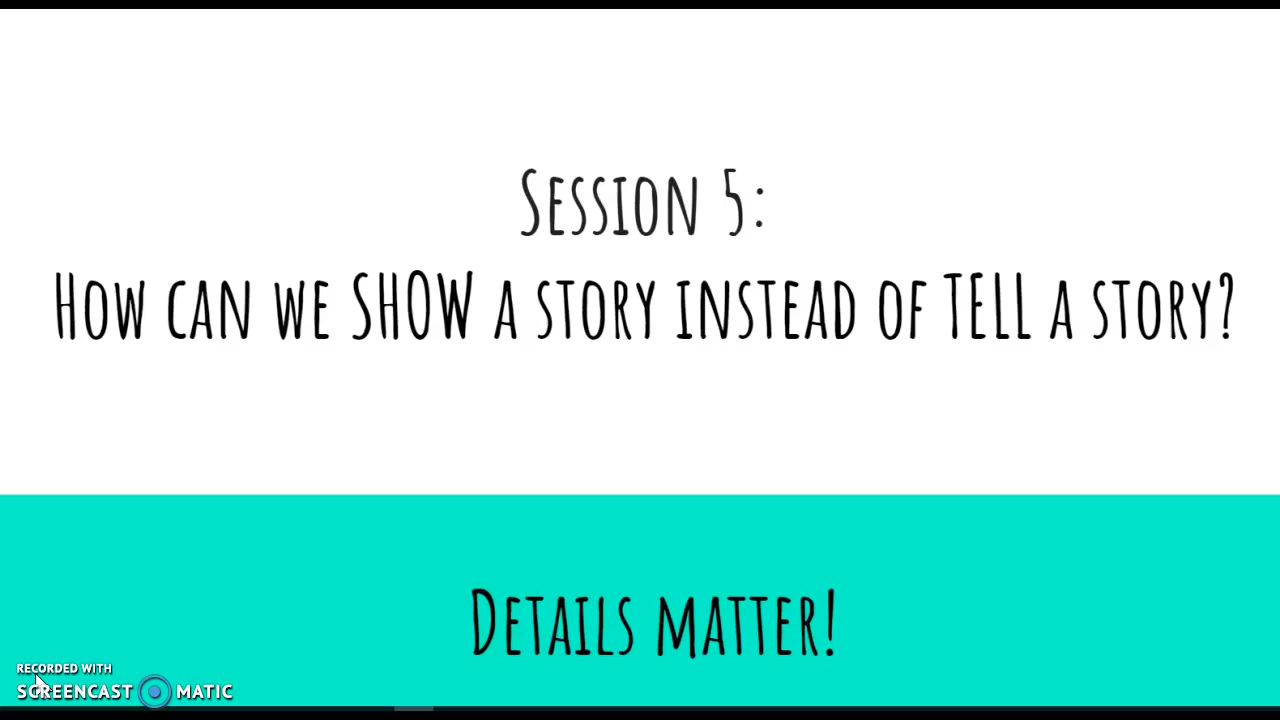 Session 5:
How can we SHOW a story instead of TELL a story?
Details matter!
RECORDED WITH
SCREENCAST MATIC